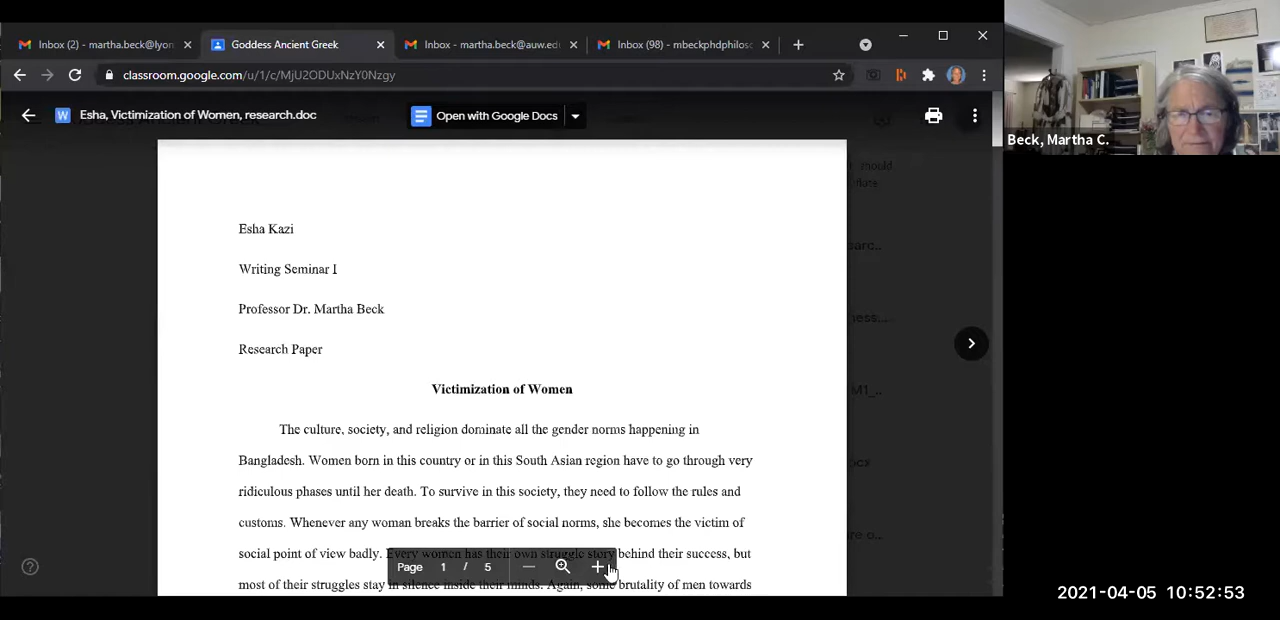 Inbox (2) - martha.beck@lyon
Goddess Ancient Greek
Inbox - martha.beck@auw.ed
Inbox (98) - mbeckphdphilos
classroom.google.com/u/1/c/MjU2ODUxNzY0Nzgy
Esha, Victimization of Women, research.doc
Open with Google Docs
Beck, Martha C.
should
Esha Kazi
Writing Seminar I
Professor Dr. Martha Beck
Research Paper
Victimization of Women
The culture, society, and religion dominate all the gender norms happening in
Bangladesh. Women born in this country or in this South Asian region have to go through very
ridiculous phases until her death. To survive in this society, they need to follow the rules and
customs. Whenever any woman breaks the barrier of social norms, she becomes the victim of
social point of view badly. Every women has their own struggle story behind their success, but
most of their struggles stay in silence inside their minds. Again, some brutality of men towards
Page 1 / 5
2021-04-05 10:52:53